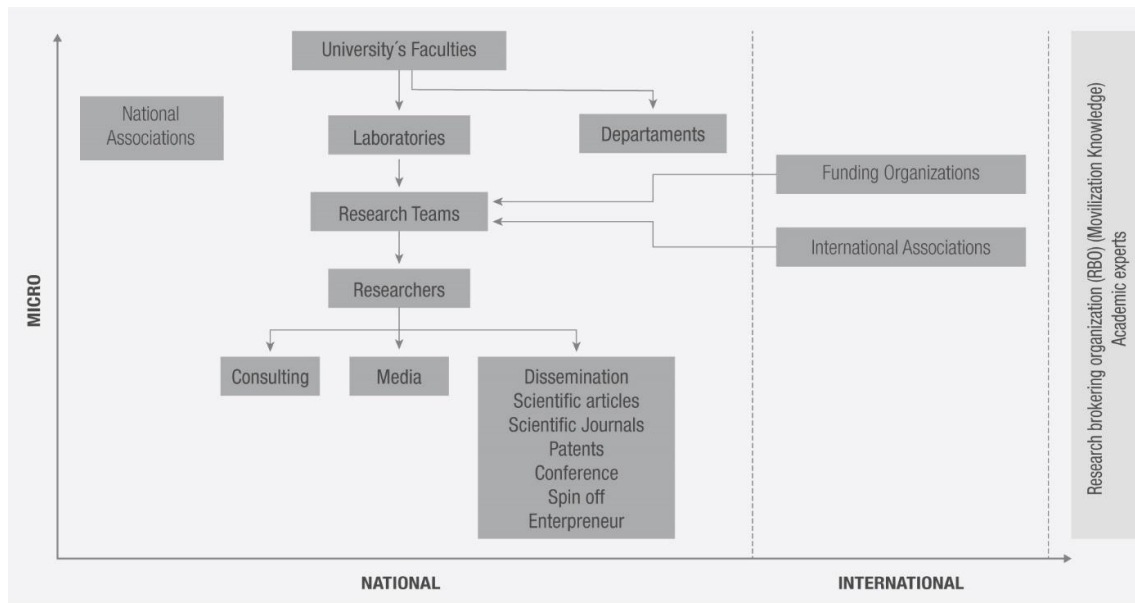 University´s Faculties
National
Associations
Laboratories
Departaments
Funding Organizations
Research Teams
International Associations
Researchers
Consulting
Media
Dissemination
Scientific articles
Scientific Journals
Patents
Conference
Spin off
Enterpreneur
MICRO
NATIONAL
INTERNATIONAL
Research brokering organization (RBO) (Movilization Knowledge)
Academic experts